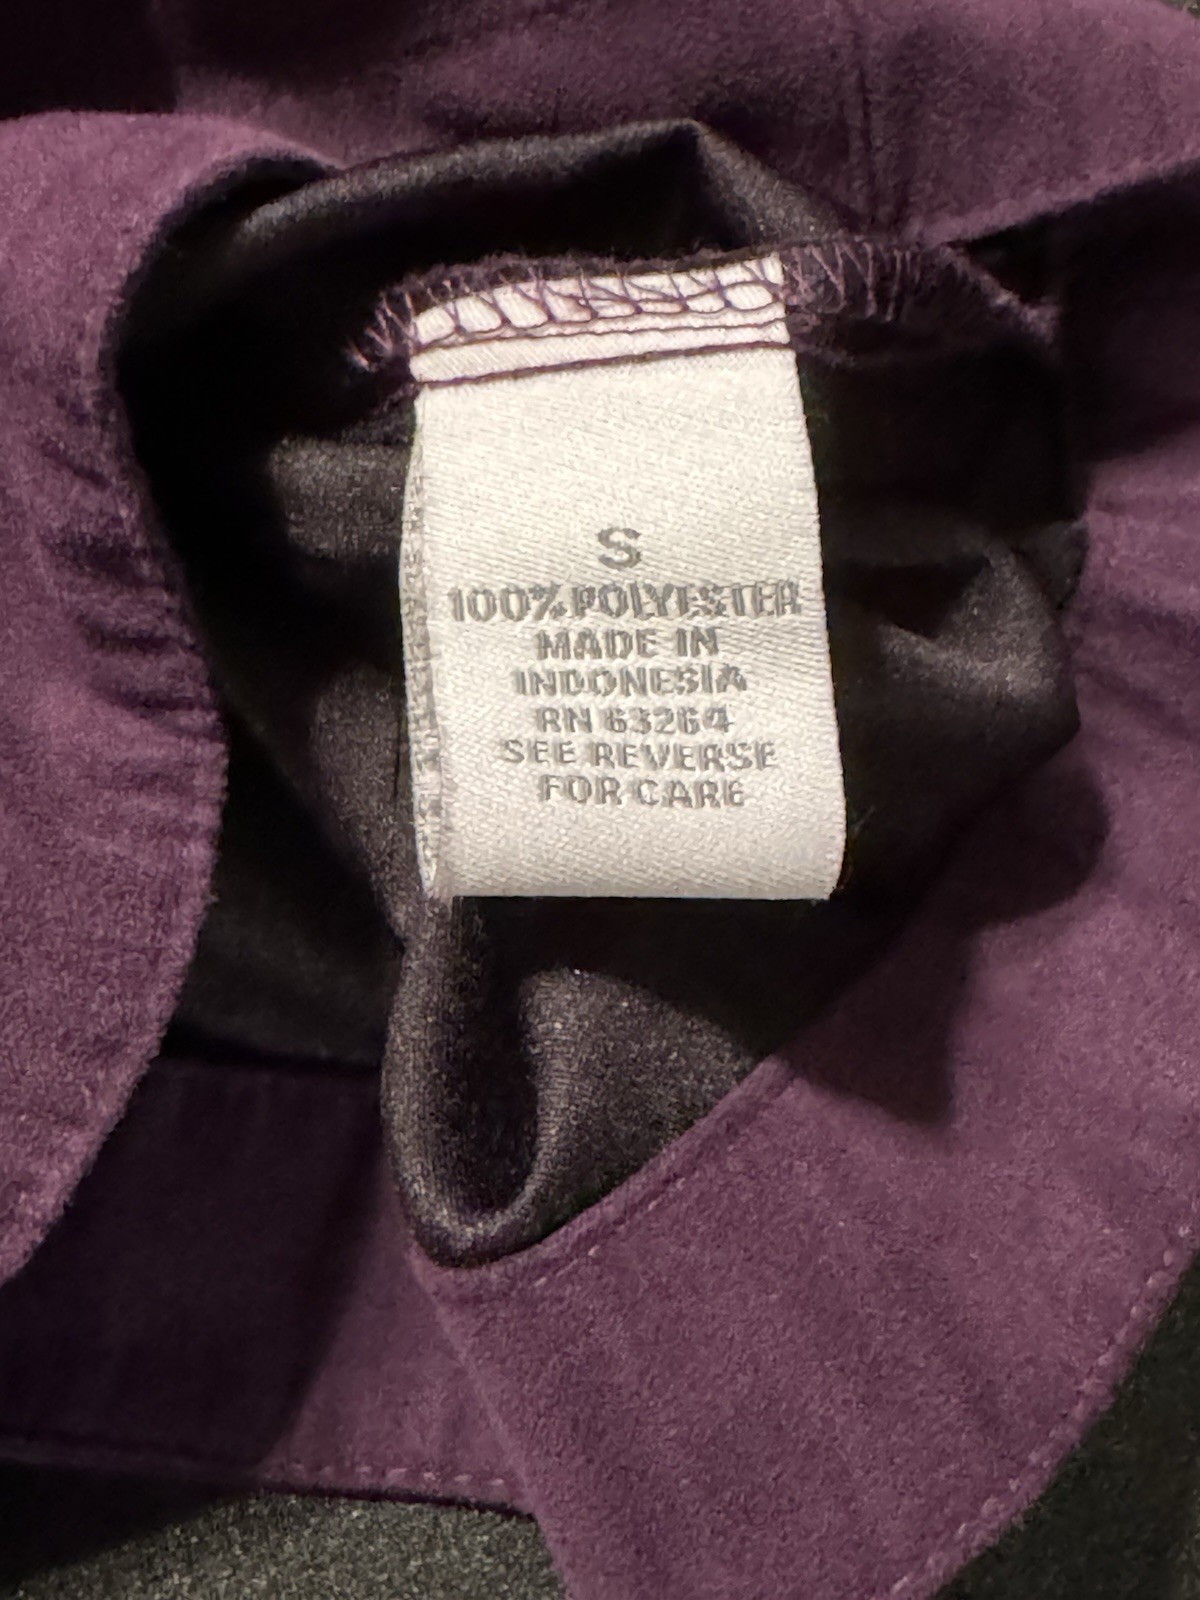 S
100% POLYESTER
MADE IN
INDONESIA
RN 63264
SEE REVERSE
FOR CARE